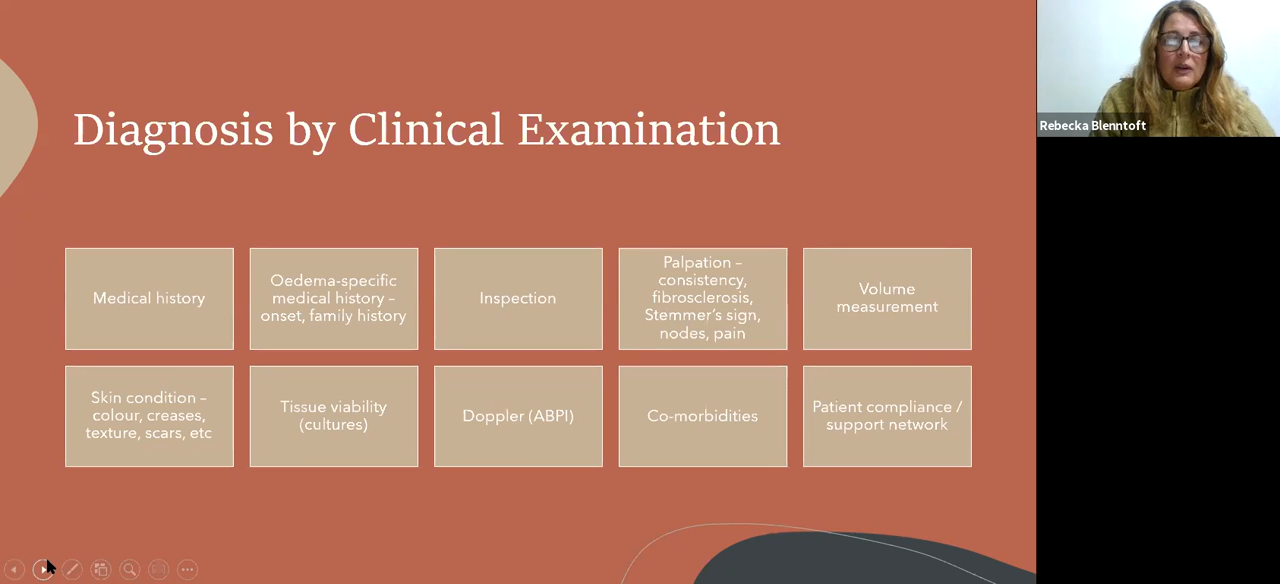 Diagnosis by Clinical Examination
Medical history
Oedema-specific
medical history –
onset, family history
Inspection
Palpation –
consistency,
fibrosclerosis,
Stemmer's sign,
nodes, pain
Volume
measurement
Skin condition –
colour, creases,
texture, scars, etc
Tissue viability
(cultures)
Doppler (ABPI)
Co-morbidities
Patient compliance /
support network
Rebecka Blenntoft